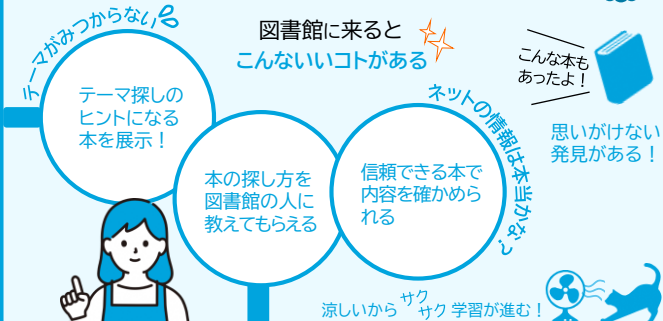 図書館に来ると
こんないいコトがある
テーマがみつからない
テーマ探しの
ヒントになる
本を展示！
本の探し方を
図書館の人に
教えてもらえる
ネットの情報は本当かな？
信頼できる本で
内容を確かめら
れる
こんな本も
あったよ！
思いがけない
発見がある！
涼しいからサクサク学習が進む！